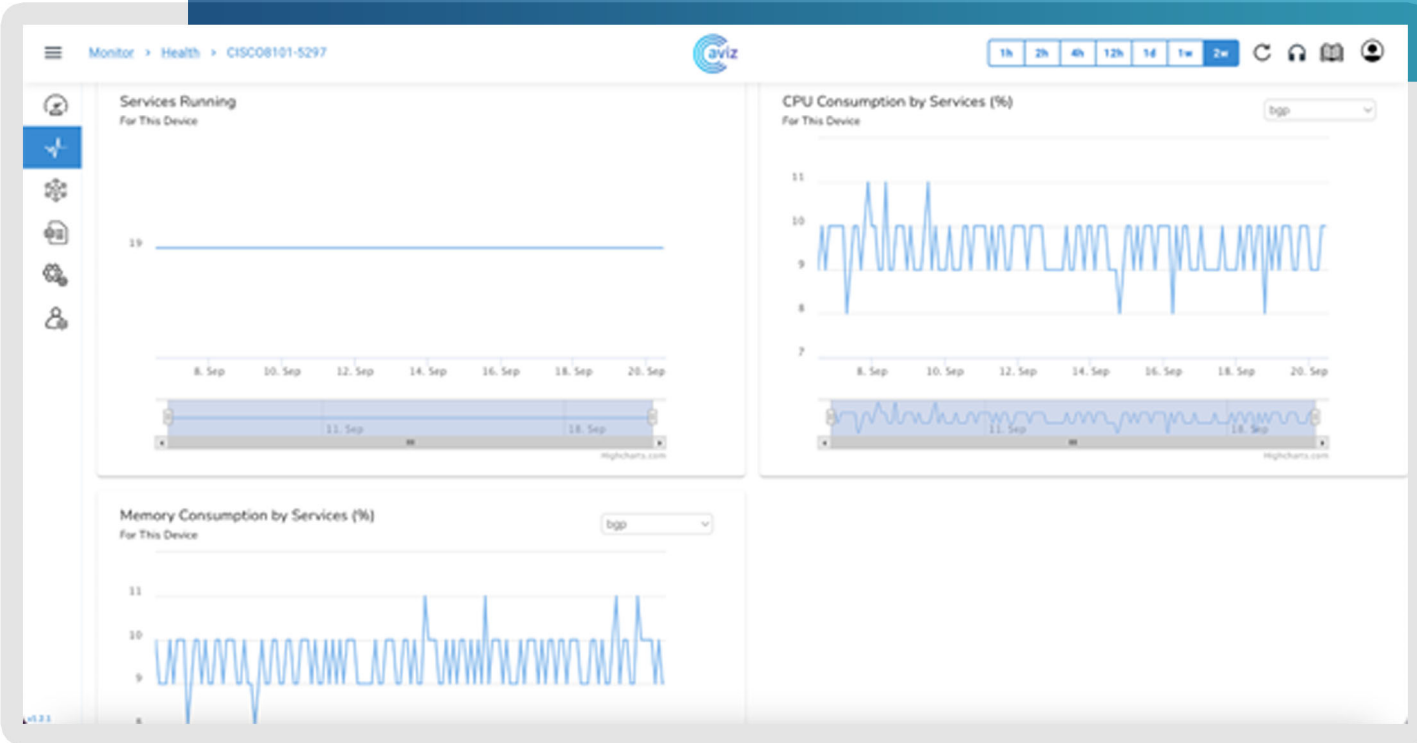 Monitor > Health > CISCO8101-5297
aviz
1h 2h 4h 12h 1d 1w 2w
Services Running
For This Device
19
8. Sep 10. Sep 12. Sep 14. Sep 16. Sep 18. Sep 20. Sep
11. Sep 18. Sep
Highcharts.com
CPU Consumption by Services (%)
For This Device
bgp
11
10
9
8
7
8. Sep 10. Sep 12. Sep 14. Sep 16. Sep 18. Sep 20. Sep
11. Sep 18. Sep
Highcharts.com
Memory Consumption by Services (%)
For This Device
bgp
11
10
9
8